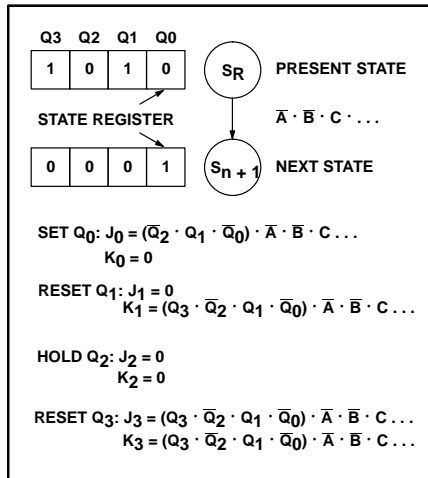 Q3 Q2 Q1 Q0
1 0 1 0 SR PRESENT STATE
STATE REGISTER A̅ · B̅ · C · . . .
0 0 0 1 Sn + 1 NEXT STATE
SET Q0: J0 = (Q̅2 · Q1 · Q̅0) · A̅ · B̅ · C . . .
K0 = 0
RESET Q1: J1 = 0
K1 = (Q3 · Q̅2 · Q1 · Q̅0) · A̅ · B̅ · C . . .
HOLD Q2: J2 = 0
K2 = 0
RESET Q3: J3 = (Q3 · Q̅2 · Q1 · Q̅0) · A̅ · B̅ · C . . .
K3 = (Q3 · Q̅2 · Q1 · Q̅0) · A̅ · B̅ · C . . .